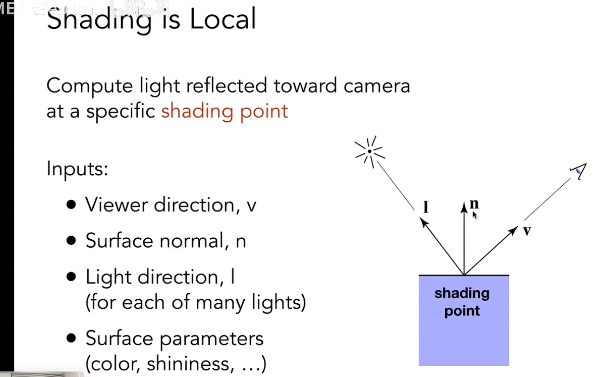 Shading is Local
Compute light reflected toward camera
at a specific shading point
Inputs:
● Viewer direction, v
● Surface normal, n
● Light direction, l
(for each of many lights)
● Surface parameters
(color, shininess, …)
l
n
v
shading
point